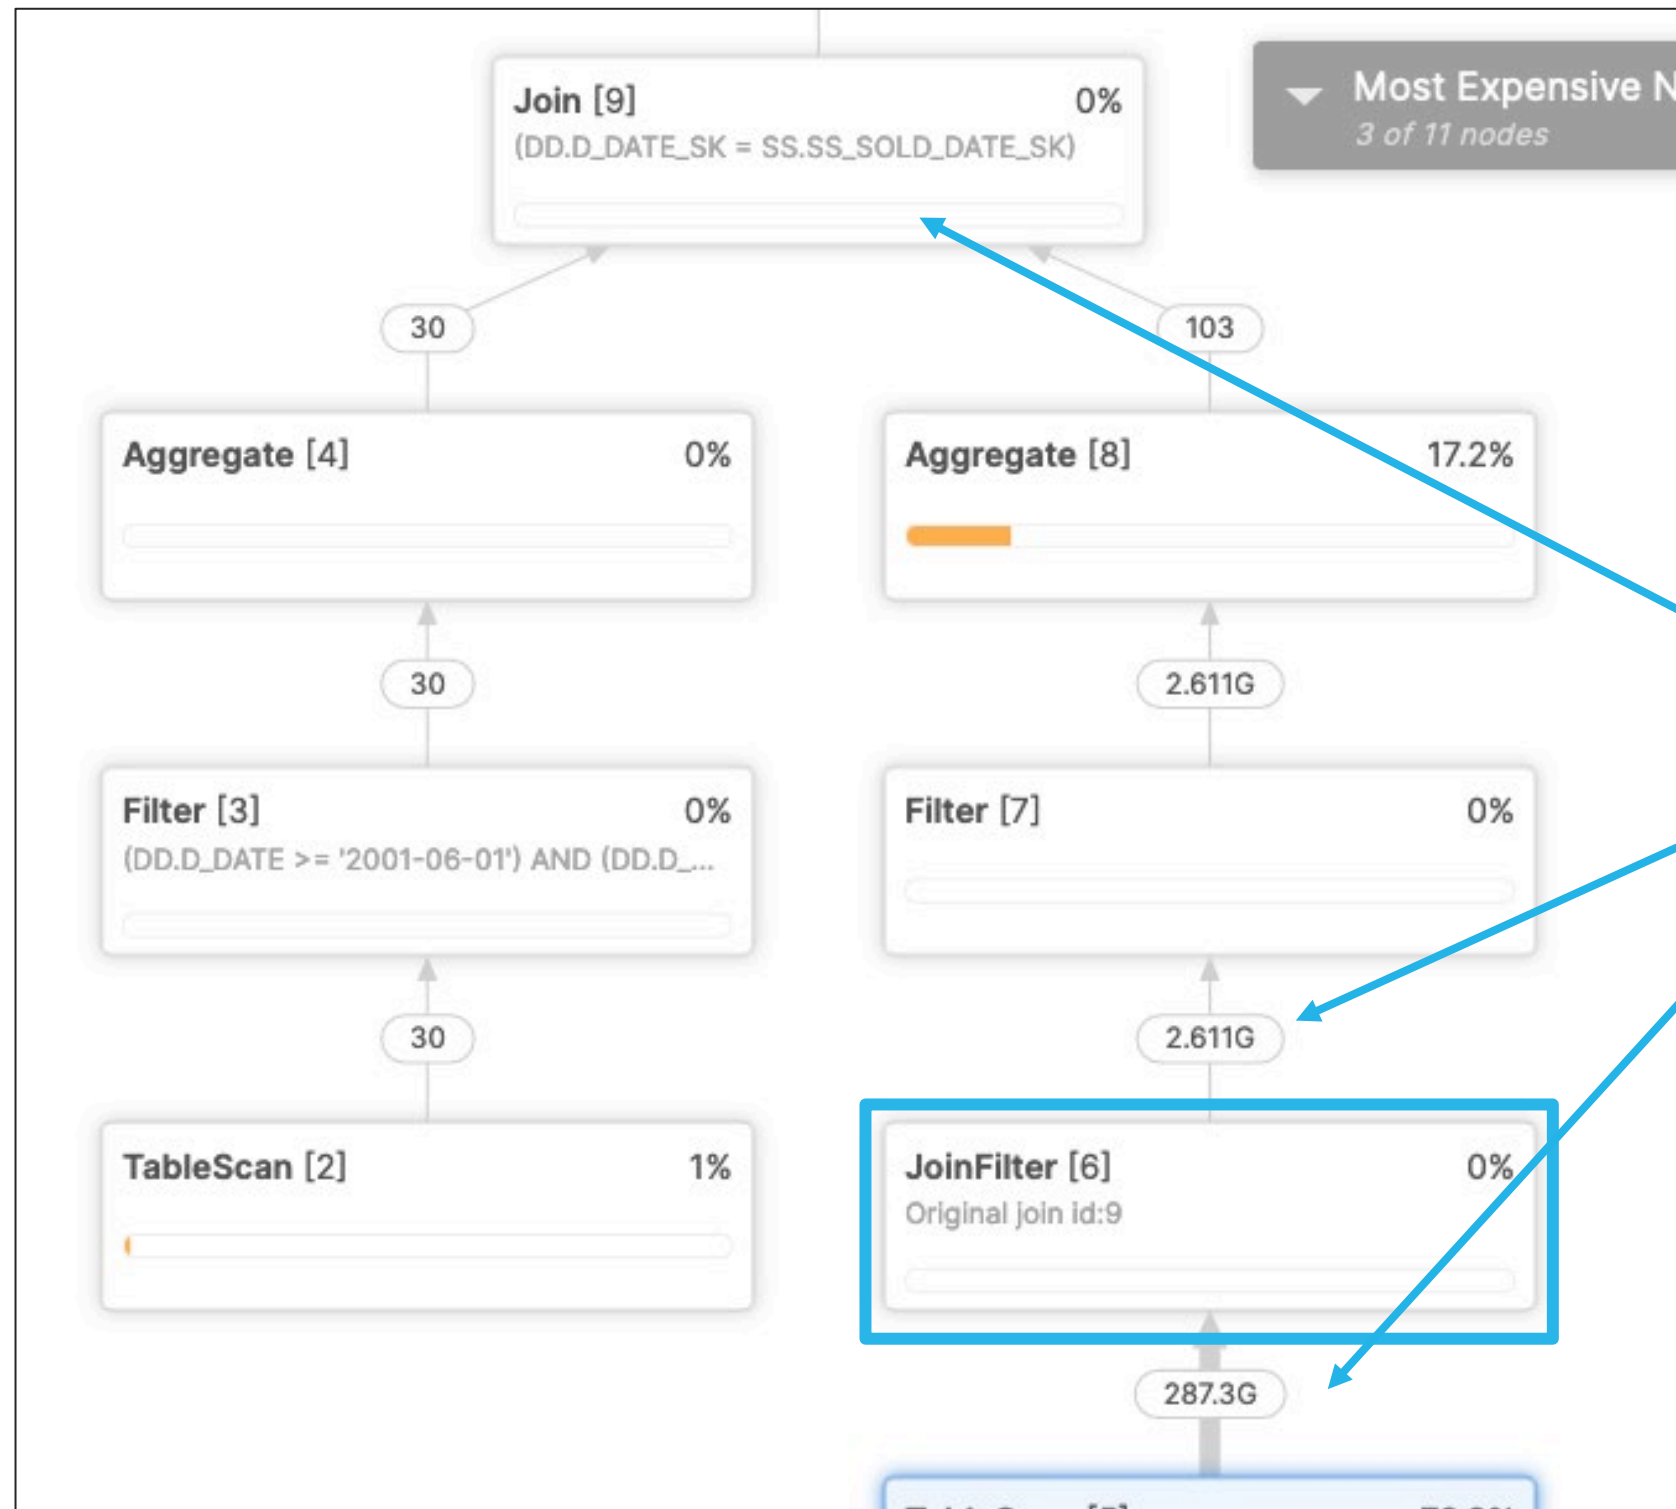 Join [9] 0%
(DD.D_DATE_SK = SS.SS_SOLD_DATE_SK)
Most Expensive
3 of 11 nodes
30
103
Aggregate [4] 0%
Aggregate [8] 17.2%
30
2.611G
Filter [3] 0%
(DD.D_DATE >= '2001-06-01') AND (DD.D_...
Filter [7] 0%
30
2.611G
TableScan [2] 1%
JoinFilter [6] 0%
Original join id:9
287.3G